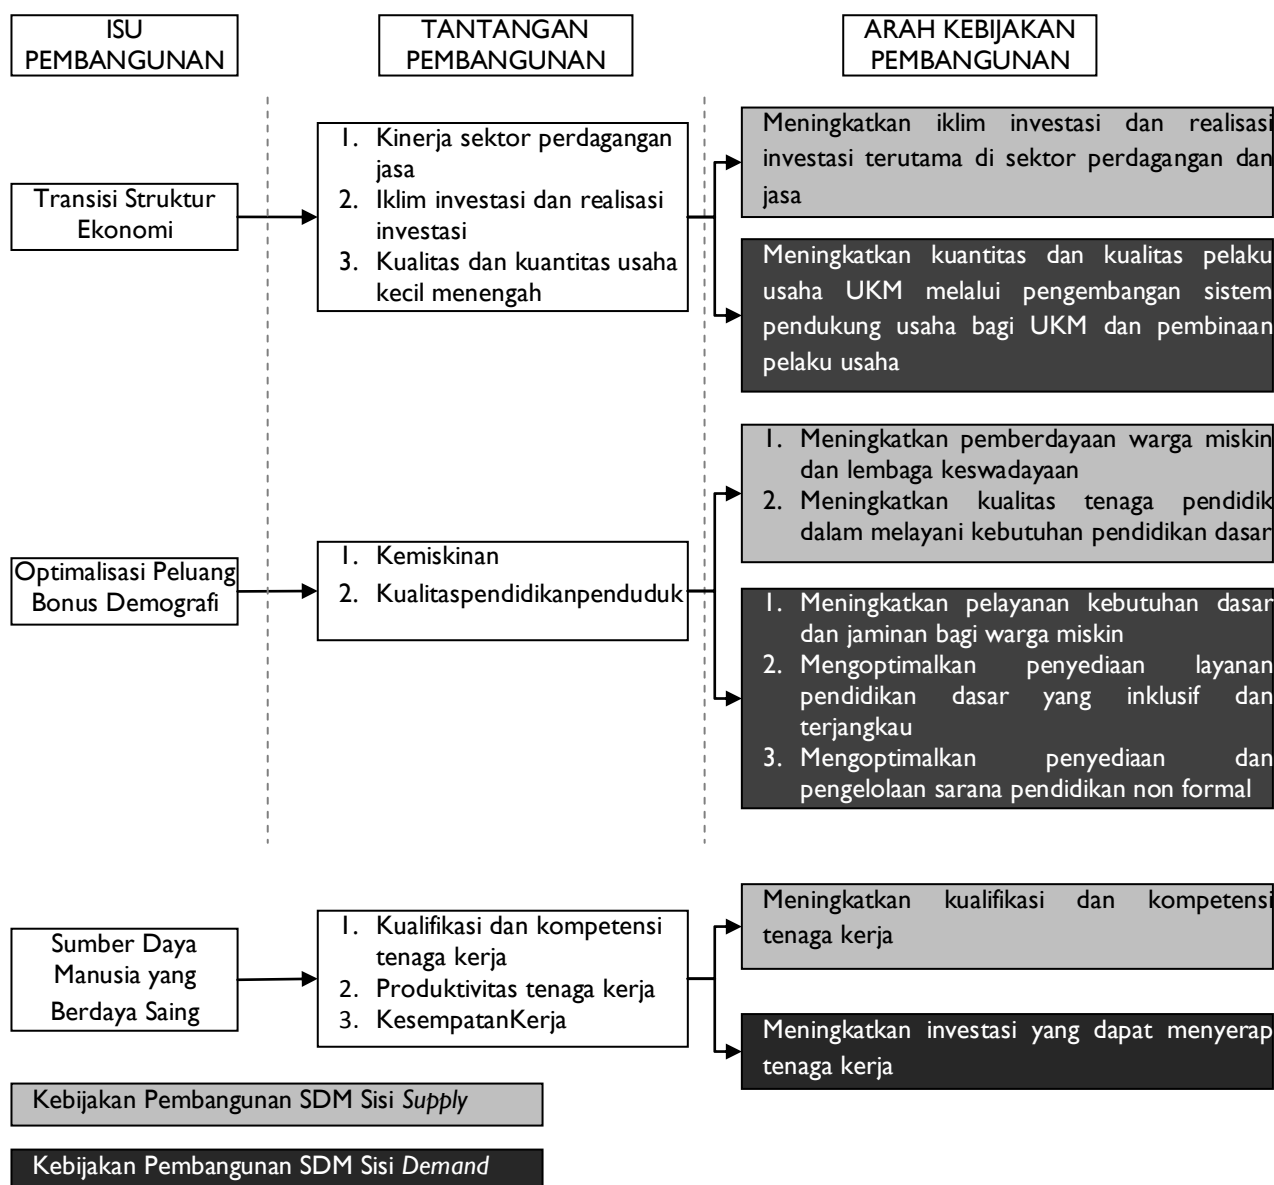 ISU
PEMBANGUNAN
TANTANGAN
PEMBANGUNAN
ARAH KEBIJAKAN
PEMBANGUNAN
Transisi Struktur
Ekonomi
1. Kinerja sektor perdagangan
jasa
2. Iklim investasi dan realisasi
investasi
3. Kualitas dan kuantitas usaha
kecil menengah
Meningkatkan iklim investasi dan realisasi
investasi terutama di sektor perdagangan dan
jasa
Meningkatkan kuantitas dan kualitas pelaku
usaha UKM melalui pengembangan sistem
pendukung usaha bagi UKM dan pembinaan
pelaku usaha
Optimalisasi Peluang
Bonus Demografi
1. Kemiskinan
2. Kualitaspendidikanpenduduk
1. Meningkatkan pemberdayaan warga miskin
dan lembaga keswadayaan
2. Meningkatkan kualitas tenaga pendidik
dalam melayani kebutuhan pendidikan dasar
1. Meningkatkan pelayanan kebutuhan dasar
dan jaminan bagi warga miskin
2. Mengoptimalkan penyediaan layanan
pendidikan dasar yang inklusif dan
terjangkau
3. Mengoptimalkan penyediaan dan
pengelolaan sarana pendidikan non formal
Sumber Daya
Manusia yang
Berdaya Saing
1. Kualifikasi dan kompetensi
tenaga kerja
2. Produktivitas tenaga kerja
3. KesempatanKerja
Meningkatkan kualifikasi dan kompetensi
tenaga kerja
Meningkatkan investasi yang dapat menyerap
tenaga kerja
Kebijakan Pembangunan SDM Sisi Supply
Kebijakan Pembangunan SDM Sisi Demand